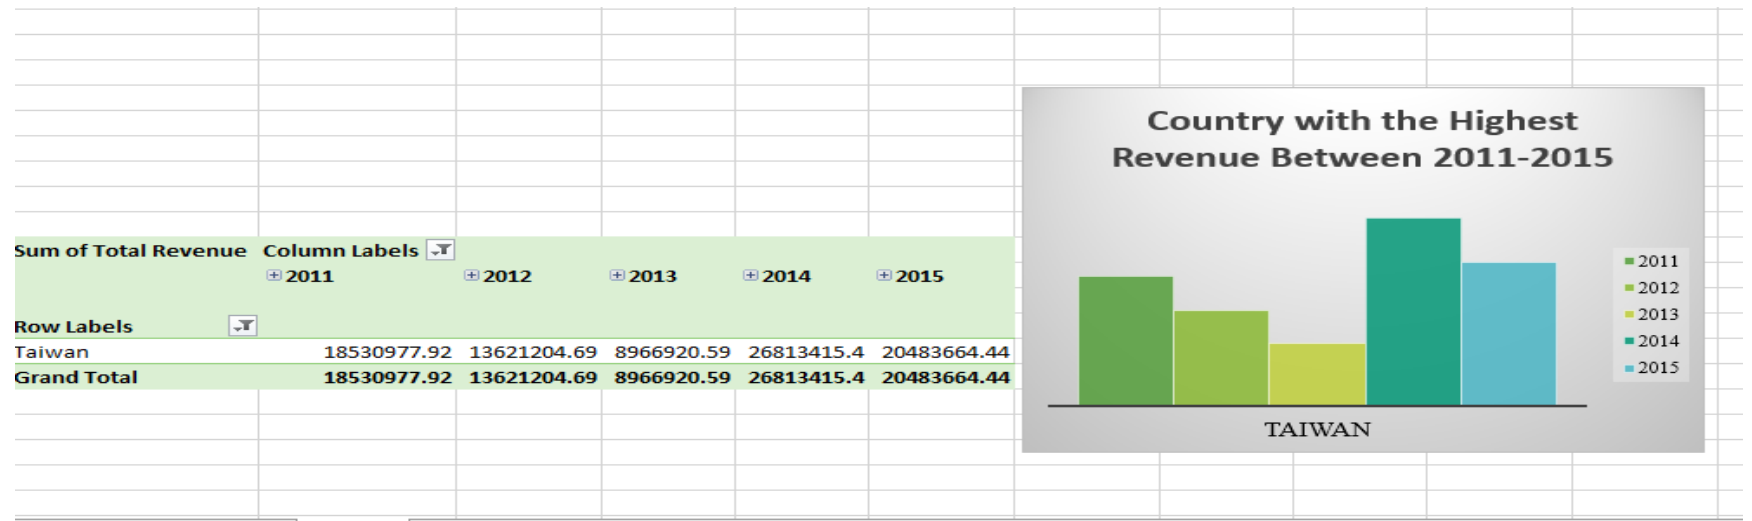 Country with the Highest
Revenue Between 2011-2015
Sum of Total Revenue Column Labels
2011 2012 2013 2014 2015
Row Labels
Taiwan 18530977.92 13621204.69 8966920.59 26813415.4 20483664.44
Grand Total 18530977.92 13621204.69 8966920.59 26813415.4 20483664.44
2011
2012
2013
2014
2015
TAIWAN